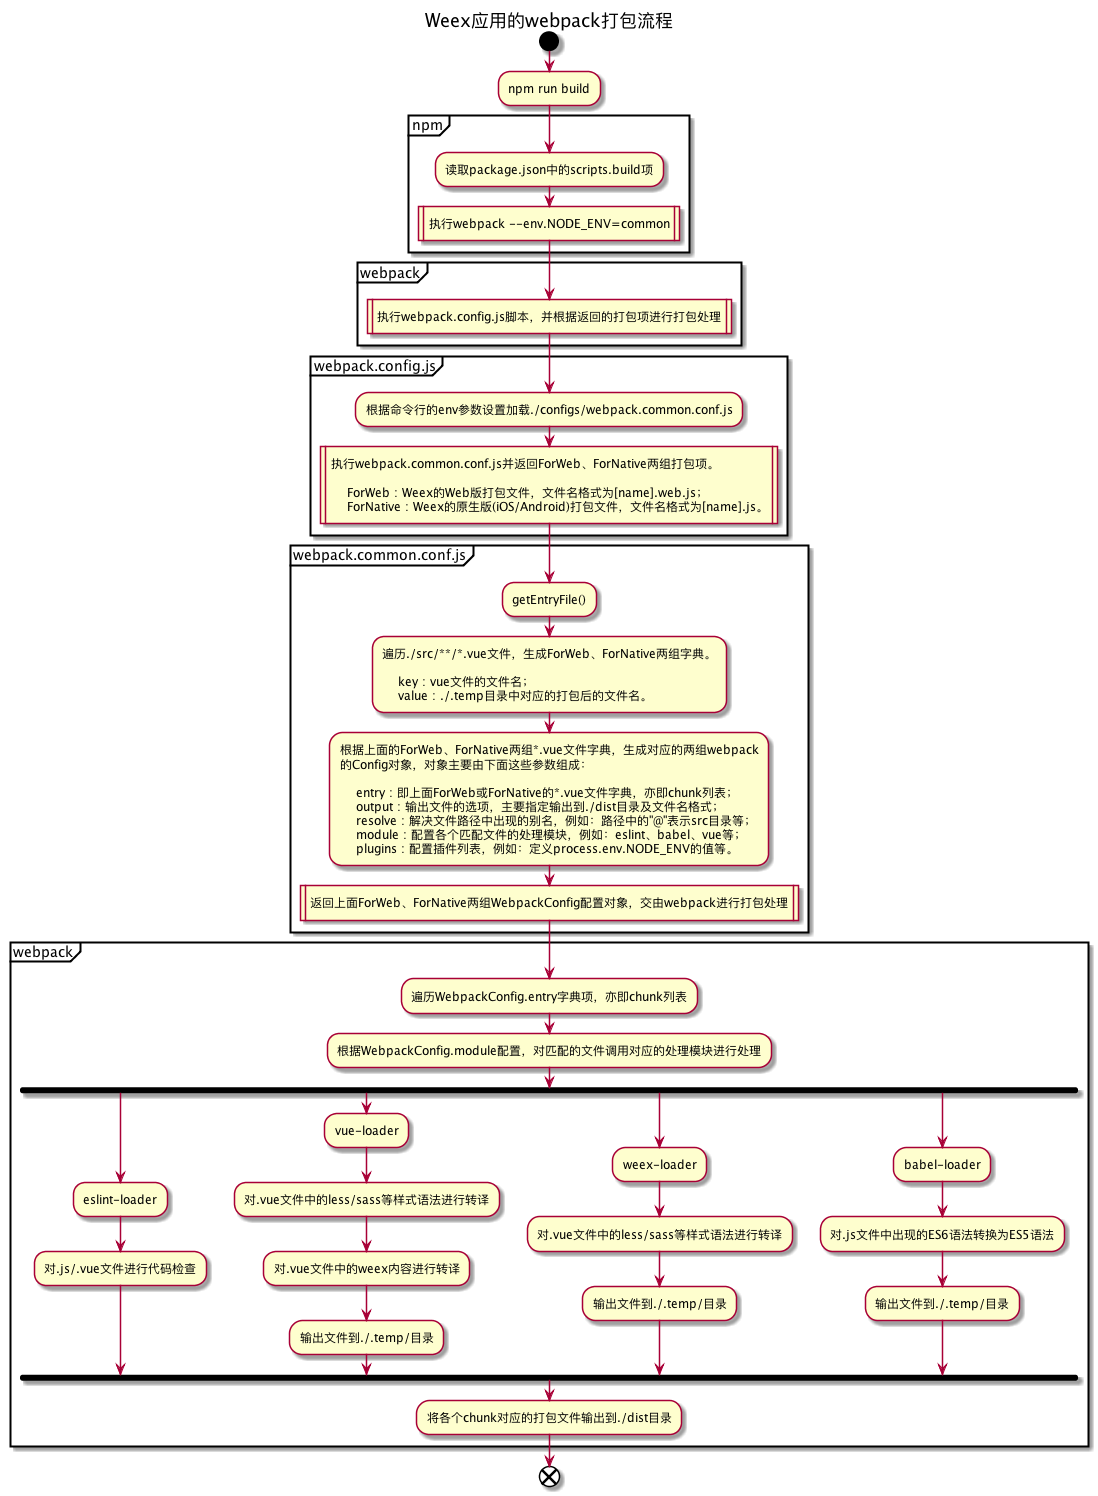 Weex应用的webpack打包流程
npm run build
npm
读取package.json中的scripts.build项
执行webpack --env.NODE_ENV=common
webpack
执行webpack.config.js脚本，并根据返回的打包项进行打包处理
webpack.config.js
根据命令行的env参数设置加载./configs/webpack.common.conf.js
执行webpack.common.conf.js并返回ForWeb、ForNative两组打包项。
ForWeb : Weex的Web版打包文件，文件名格式为[name].web.js；
ForNative : Weex的原生版(iOS/Android)打包文件，文件名格式为[name].js。
webpack.common.conf.js
getEntryFile()
遍历./src/**/*.vue文件，生成ForWeb、ForNative两组字典。
key : vue文件的文件名；
value : ./.temp目录中对应的打包后的文件名。
根据上面的ForWeb、ForNative两组*.vue文件字典，生成对应的两组webpack
的Config对象，对象主要由下面这些参数组成：
entry : 即上面ForWeb或ForNative的*.vue文件字典，亦即chunk列表；
output : 输出文件的选项，主要指定输出到./dist目录及文件名格式；
resolve : 解决文件路径中出现的别名，例如：路径中的"@"表示src目录等；
module : 配置各个匹配文件的处理模块，例如：eslint、babel、vue等；
plugins : 配置插件列表，例如：定义process.env.NODE_ENV的值等。
返回上面ForWeb、ForNative两组WebpackConfig配置对象，交由webpack进行打包处理
webpack
遍历WebpackConfig.entry字典项，亦即chunk列表
根据WebpackConfig.module配置，对匹配的文件调用对应的处理模块进行处理
eslint-loader
对.js/.vue文件进行代码检查
vue-loader
对.vue文件中的less/sass等样式语法进行转译
对.vue文件中的weex内容进行转译
输出文件到./.temp/目录
weex-loader
对.vue文件中的less/sass等样式语法进行转译
输出文件到./.temp/目录
babel-loader
对.js文件中出现的ES6语法转换为ES5语法
输出文件到./.temp/目录
将各个chunk对应的打包文件输出到./dist目录